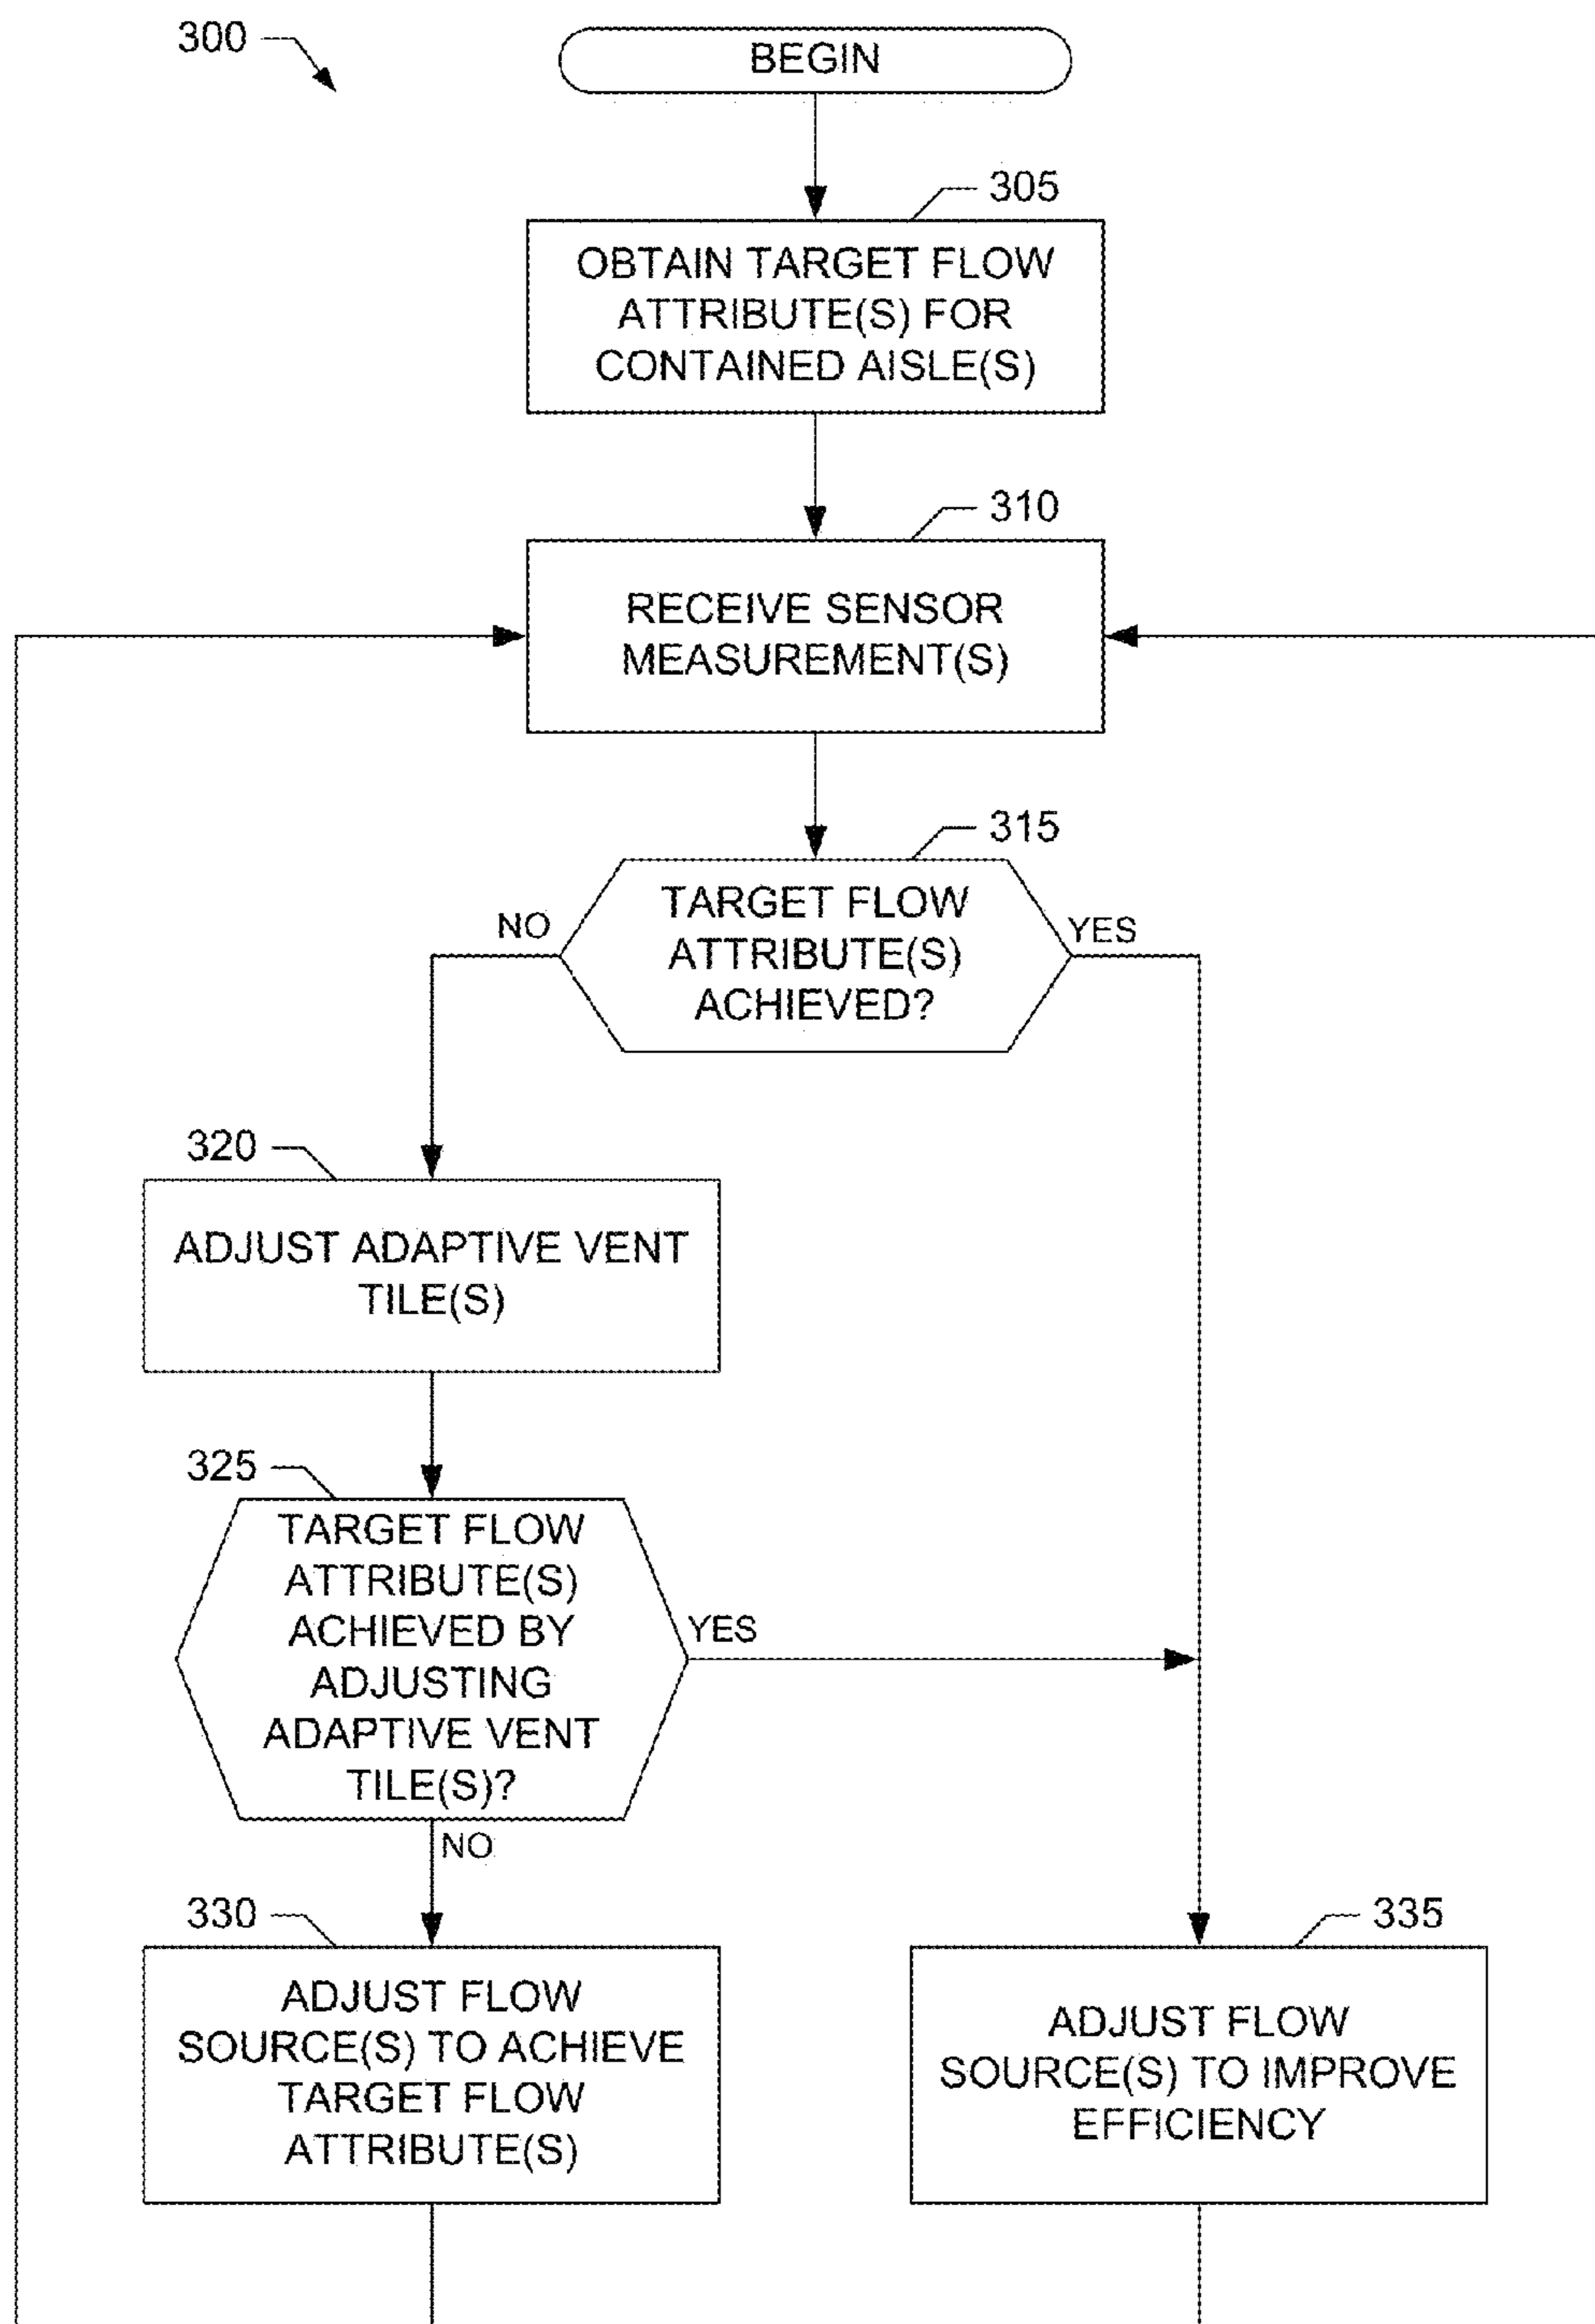 300
BEGIN
305
OBTAIN TARGET FLOW
ATTRIBUTE(S) FOR
CONTAINED AISLE(S)
310
RECEIVE SENSOR
MEASUREMENT(S)
315
TARGET FLOW
ATTRIBUTE(S)
ACHIEVED?
NO
YES
320
ADJUST ADAPTIVE VENT
TILE(S)
325
TARGET FLOW
ATTRIBUTE(S)
ACHIEVED BY
ADJUSTING
ADAPTIVE VENT
TILE(S)?
YES
NO
330
ADJUST FLOW
SOURCE(S) TO ACHIEVE
TARGET FLOW
ATTRIBUTE(S)
335
ADJUST FLOW
SOURCE(S) TO IMPROVE
EFFICIENCY